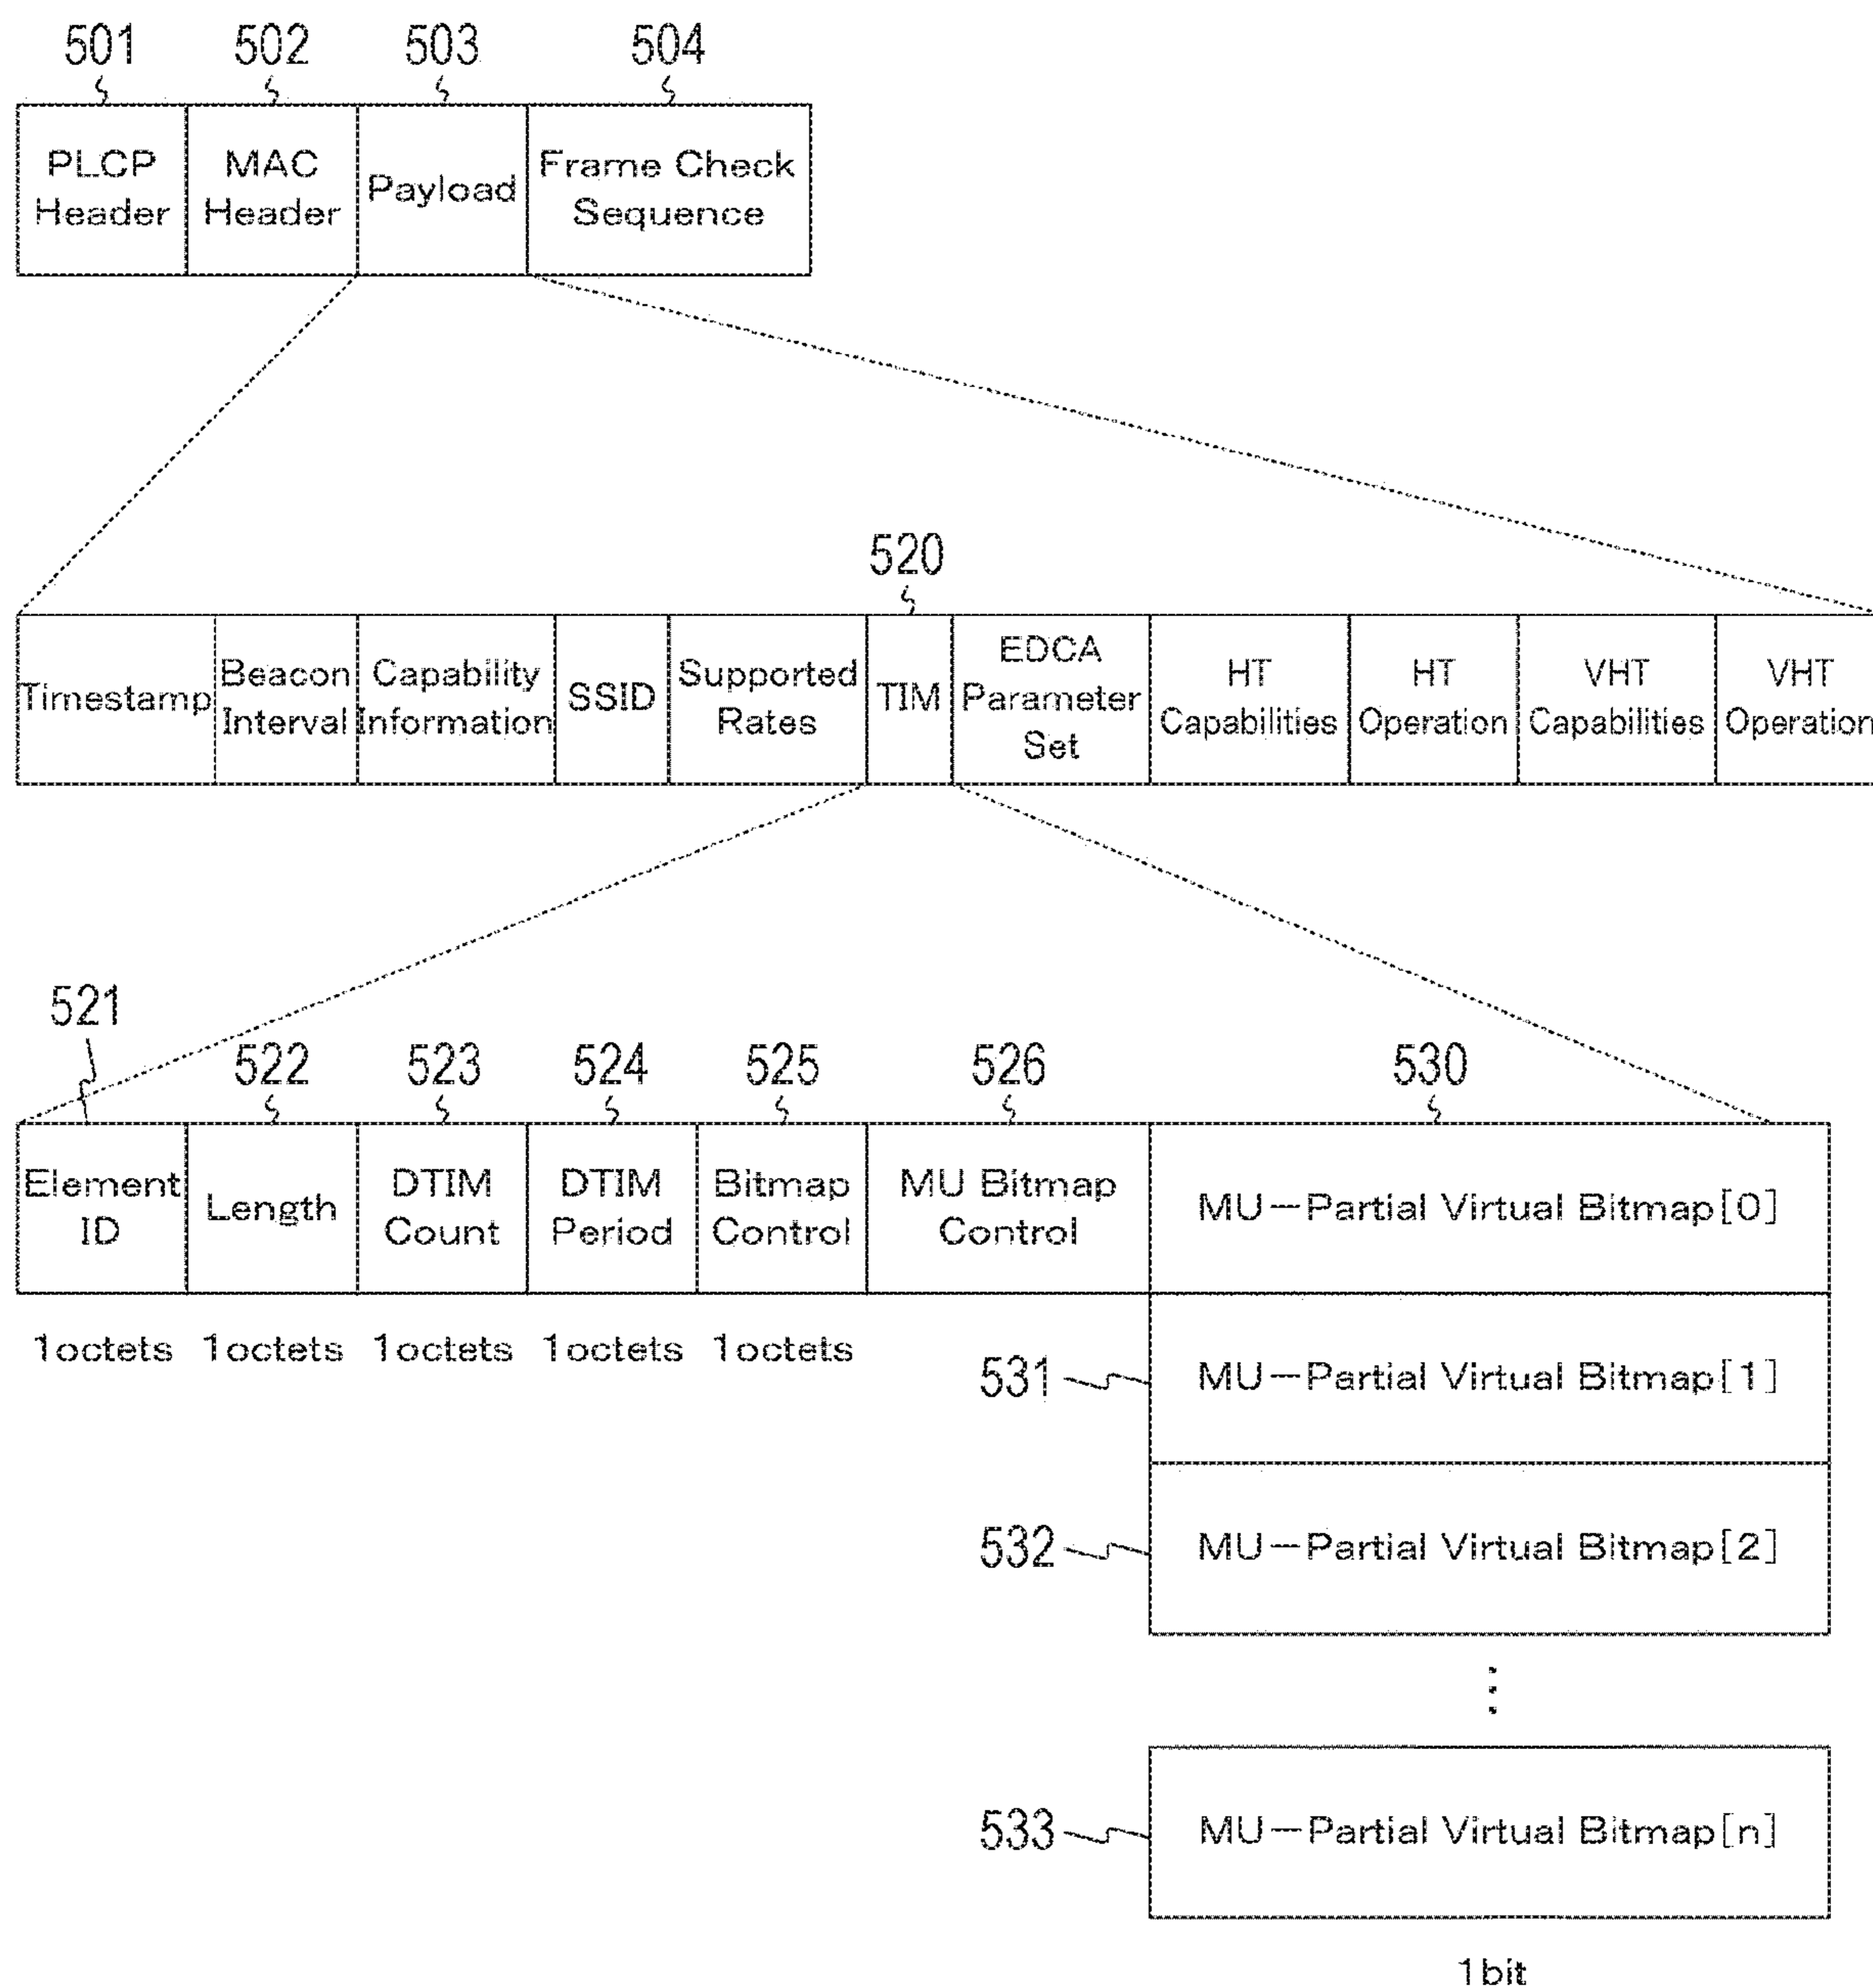 501 502 503 504
PLCP Header
MAC Header
Payload
Frame Check Sequence
520
Timestamp
Beacon Interval
Capability Information
SSID
Supported Rates
TIM
EDCA Parameter Set
HT Capabilities
HT Operation
VHT Capabilities
VHT Operation
521
522 523 524 525 526 530
Element ID
Length
DTIM Count
DTIM Period
Bitmap Control
MU Bitmap Control
MU-Partial Virtual Bitmap[0]
1octets 1octets 1octets 1octets 1octets
531 MU-Partial Virtual Bitmap[1]
532 MU-Partial Virtual Bitmap[2]
⋮
533 MU-Partial Virtual Bitmap[n]
1bit